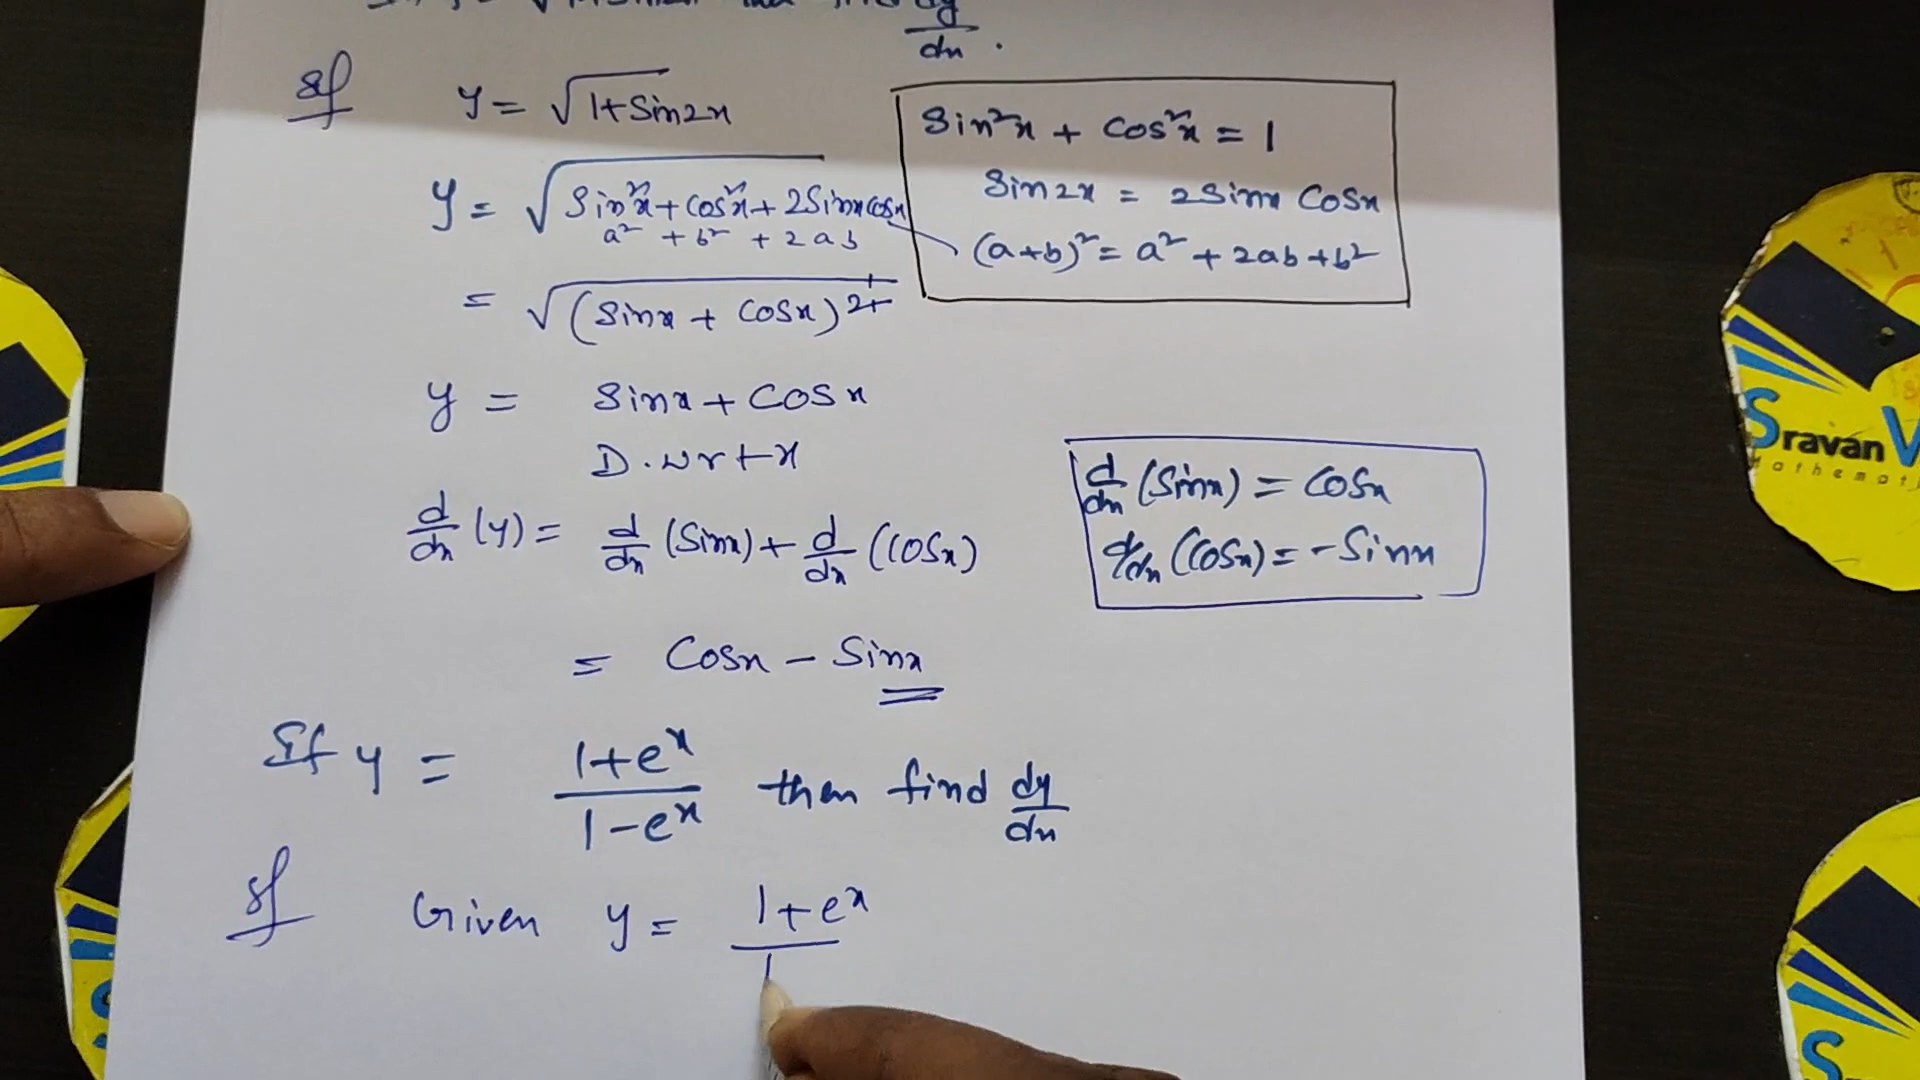 dy/dx .
Sol y = √1+Sin2x
Sin²x + Cos²x = 1
y = √Sin²x + Cos²x + 2Sinx Cosx
a² + b² + 2ab
Sin2x = 2Sinx Cosx
(a+b)² = a² + 2ab + b²
= √(Sinx + Cosx)²
y = Sinx + Cosx
D.w r t x
d/dx (y) = d/dx (Sinx) + d/dx (Cosx)
d/dx (Sinx) = Cosx
d/dx (Cosx) = -Sinx
= Cosx - Sinx
If y = 1+eˣ/1-eˣ then find dy/dx
Sol Given y = 1+eˣ/1
Sravan
S